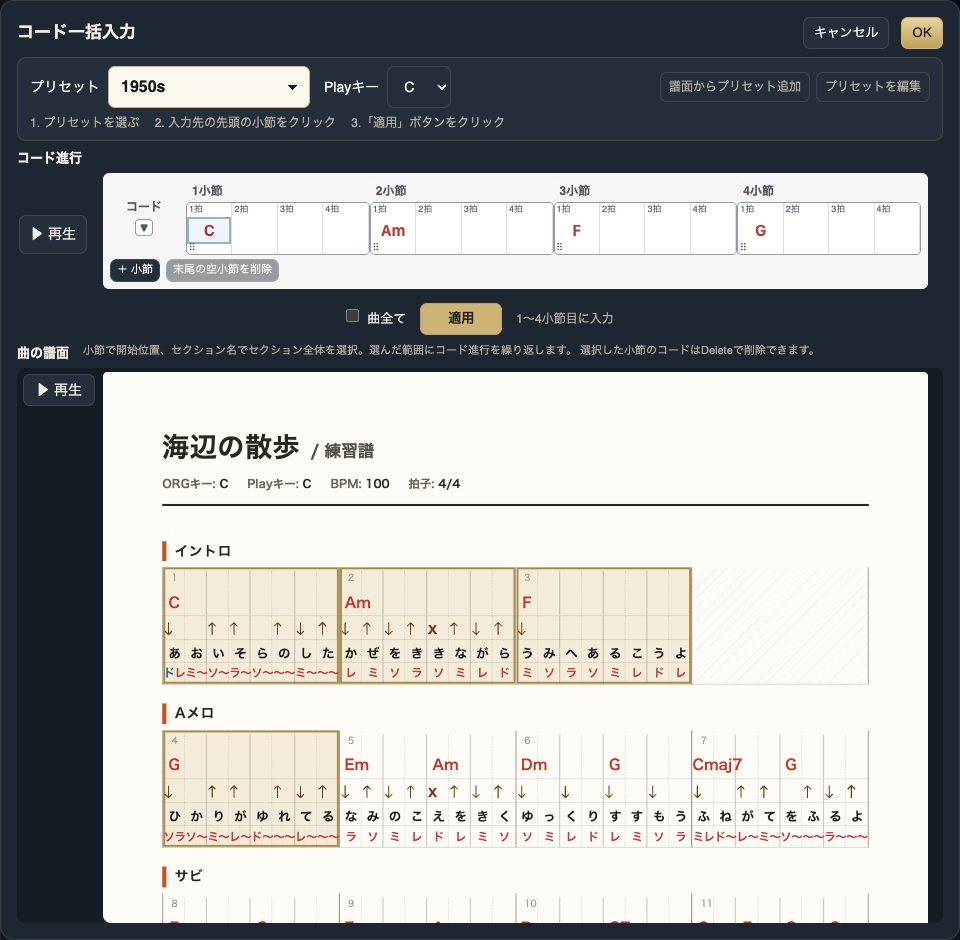 コード一括入力 キャンセル OK
プリセット 1950s Playキー C 譜面からプリセット追加 プリセットを編集
1. プリセットを選ぶ 2. 入力先の先頭の小節をクリック 3.「適用」ボタンをクリック
コード進行
1小節 2小節 3小節 4小節
コード 1拍 2拍 3拍 4拍 1拍 2拍 3拍 4拍 1拍 2拍 3拍 4拍 1拍 2拍 3拍 4拍
▶ 再生 ▼ C Am F G
+ 小節 末尾の空小節を削除
曲全て 適用 1〜4小節目に入力
曲の譜面 小節で開始位置、セクション名でセクション全体を選択。選んだ範囲にコード進行を繰り返します。 選択した小節のコードはDeleteで削除できます。
▶ 再生
海辺の散歩 / 練習譜
ORGキー: C Playキー: C BPM: 100 拍子: 4/4
イントロ
1 2 3
C Am F
↓ ↑ ↑ ↑ ↓ ↑ ↓ ↑ ↓ ↑ x ↑ ↓ ↑ ↓
あ お い そ ら の し た か ぜ を き き な が ら う み へ あ る こ う よ
ドレミ〜ソ〜ラ〜ソ〜〜〜ミ〜〜〜 レ ミ ソ ラ ソ ミ レ ド ミ ソ ラ ソ ミ レ ド レ
Aメロ
4 5 6 7
G Em Am Dm G Cmaj7 G
↓ ↑ ↑ ↑ ↓ ↑ ↓ ↑ ↓ ↑ x ↑ ↓ ↑ ↓ ↓ ↓ ↓ ↓ ↑ ↑ ↑ ↓ ↑
ひ か り が ゆ れ て る な み の こ え を き く ゆ っ く り す す も う ふ ね が て を ふ る よ
ソラソ〜ミ〜レ〜ド〜〜〜レ〜〜〜 ラ ソ ミ レ ド レ ミ ソ ソ ミ レ ド レ ミ ソ ラ ミレド〜レ〜ミ〜ソ〜〜〜ラ〜〜〜
サビ
8 9 10 11